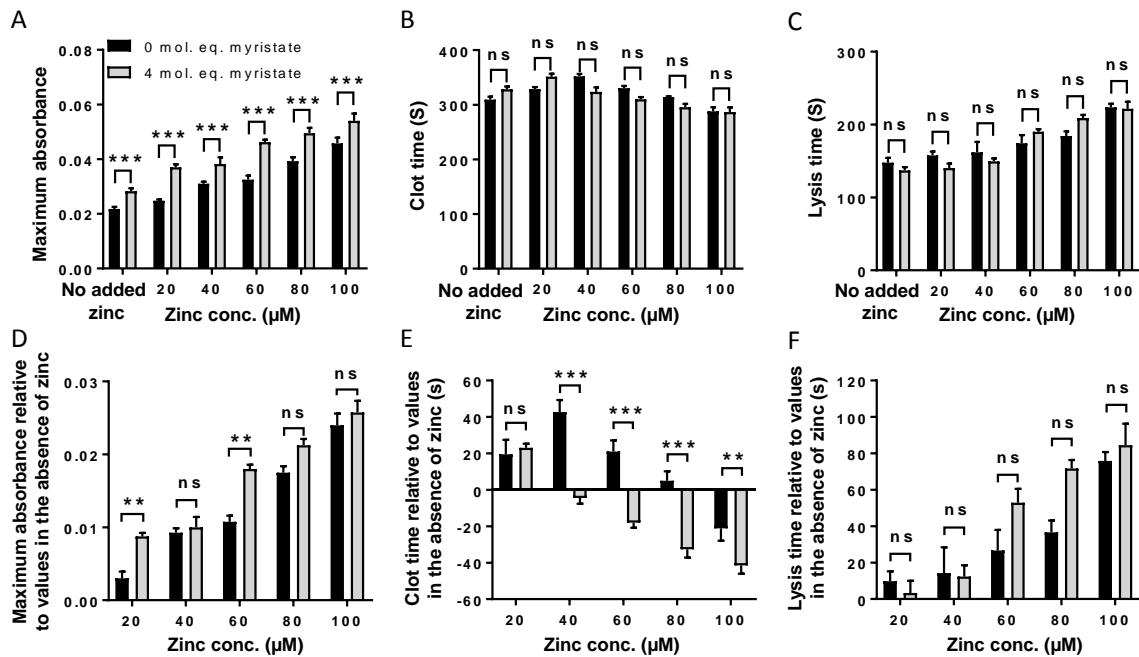 A
0 mol. eq. myristate
4 mol. eq. myristate
Maximum absorbance
0.08
0.06
0.04
0.02
0.00
*** *** *** *** *** ***
No added zinc 20 40 60 80 100
Zinc conc. (µM)
B
Clot time (S)
600
400
300
200
0
ns ns ns ns ns ns
No added zinc 20 40 60 80 100
Zinc conc. (µM)
C
Lysis time (S)
300
200
100
0
ns ns ns ns ns ns
No added zinc 20 40 60 80 100
Zinc conc. (µM)
D
Maximum absorbance relative
to values in the absence of zinc
0.03
0.02
0.01
0.00
** ns ** ns ns
20 40 60 80 100
Zinc conc. (µM)
E
Clot time relative to values
in the absence of zinc (s)
60
40
20
0
-20
-40
-60
ns *** *** *** **
20 40 60 80 100
Zinc conc. (µM)
F
Lysis time relative to values
in the absence of zinc (s)
120
100
80
60
40
20
0
ns ns ns ns ns
20 40 60 80 100
Zinc conc. (µM)